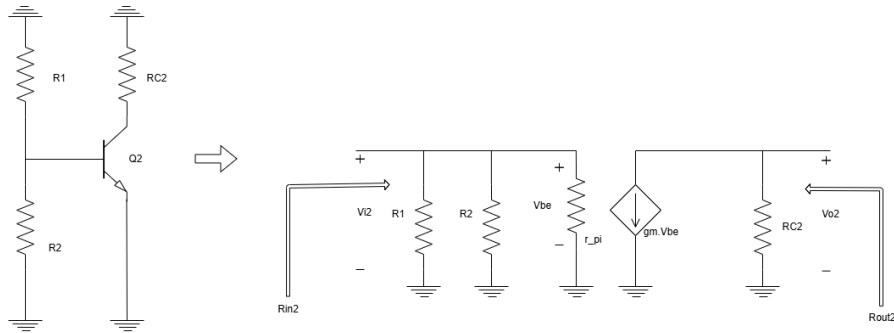 R1
RC2
Q2
R2
+
+
+
Vi2
R1
R2
Vbe
r_pi
gm.Vbe
RC2
Vo2
−
−
−
Rin2
Rout2